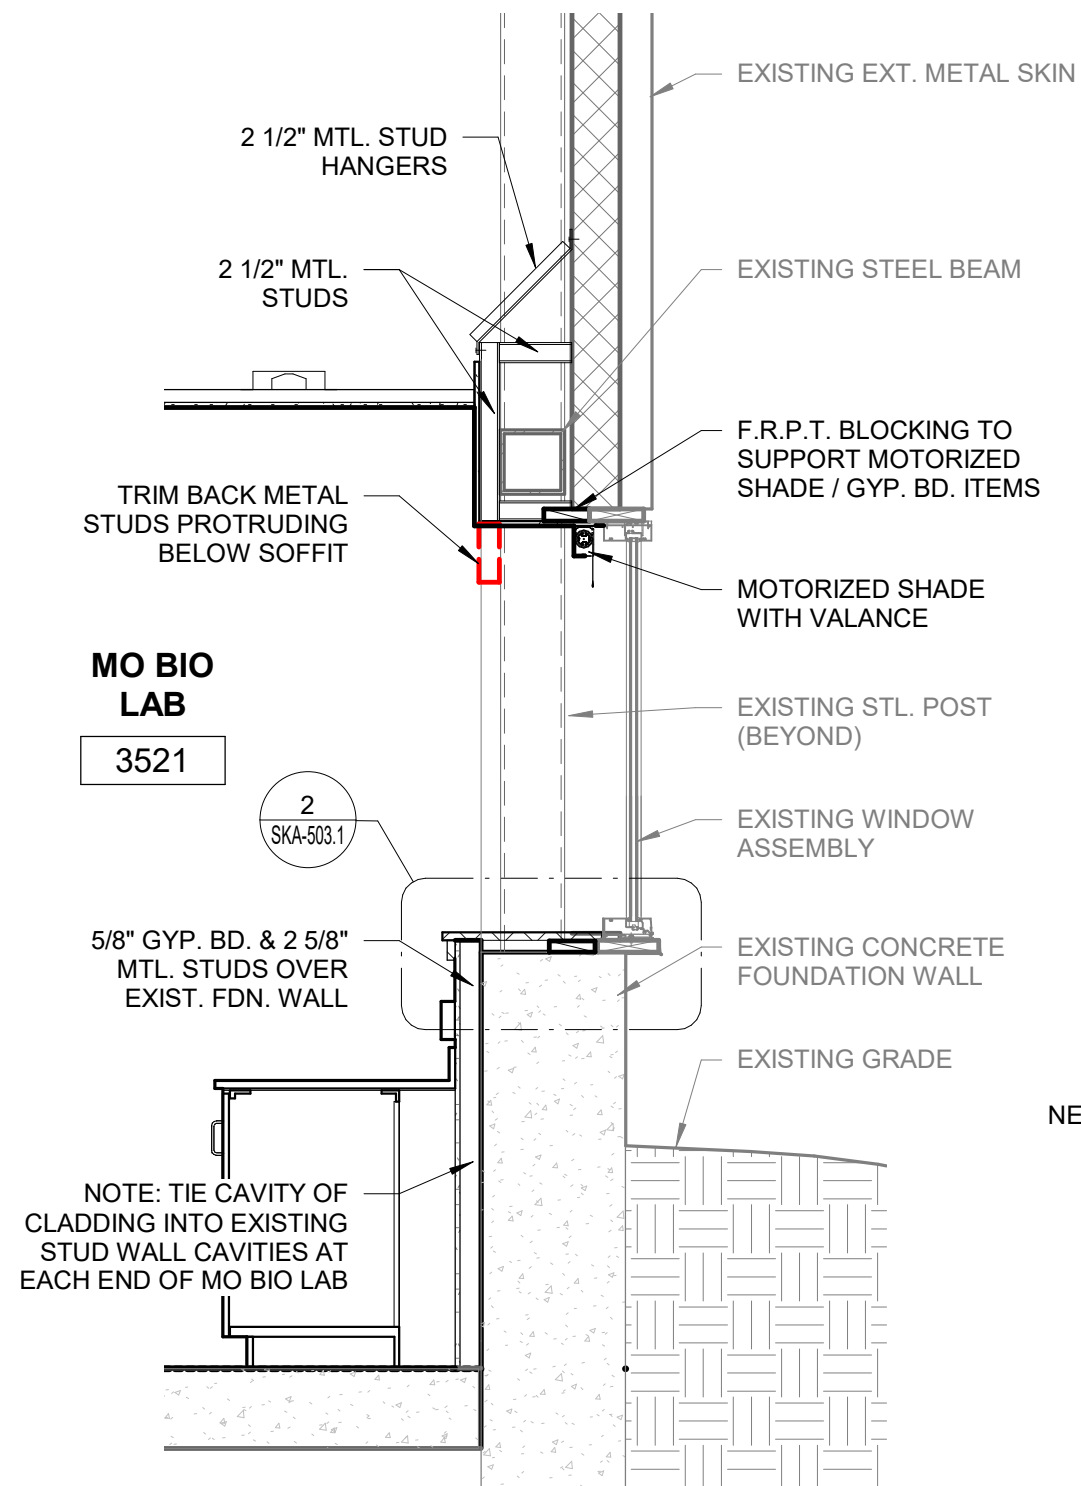 EXISTING EXT. METAL SKIN
2 1/2" MTL. STUD
HANGERS
2 1/2" MTL.
STUDS
EXISTING STEEL BEAM
F.R.P.T. BLOCKING TO
SUPPORT MOTORIZED
SHADE / GYP. BD. ITEMS
TRIM BACK METAL
STUDS PROTRUDING
BELOW SOFFIT
MOTORIZED SHADE
WITH VALANCE
MO BIO
LAB
3521
EXISTING STL. POST
(BEYOND)
2
SKA-503.1
EXISTING WINDOW
ASSEMBLY
5/8" GYP. BD. & 2 5/8"
MTL. STUDS OVER
EXIST. FDN. WALL
EXISTING CONCRETE
FOUNDATION WALL
EXISTING GRADE
NE
NOTE: TIE CAVITY OF
CLADDING INTO EXISTING
STUD WALL CAVITIES AT
EACH END OF MO BIO LAB